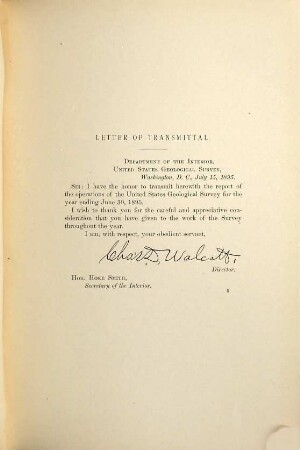 LETTER OF TRANSMITTAL
DEPARTMENT OF THE INTERIOR,
UNITED STATES GEOLOGICAL SURVEY,
Washington, D. C., July 15, 1895.
SIR: I have the honor to transmit herewith the report of
the operations of the United States Geological Survey for the
year ending June 30, 1895.
I wish to thank you for the careful and appreciative con-
sideration that you have given to the work of the Survey
throughout the year.
I am, with respect, your obedient servant,
Chas D. Walcott,
Director.
Hon. HOKE SMITH,
Secretary of the Interior.